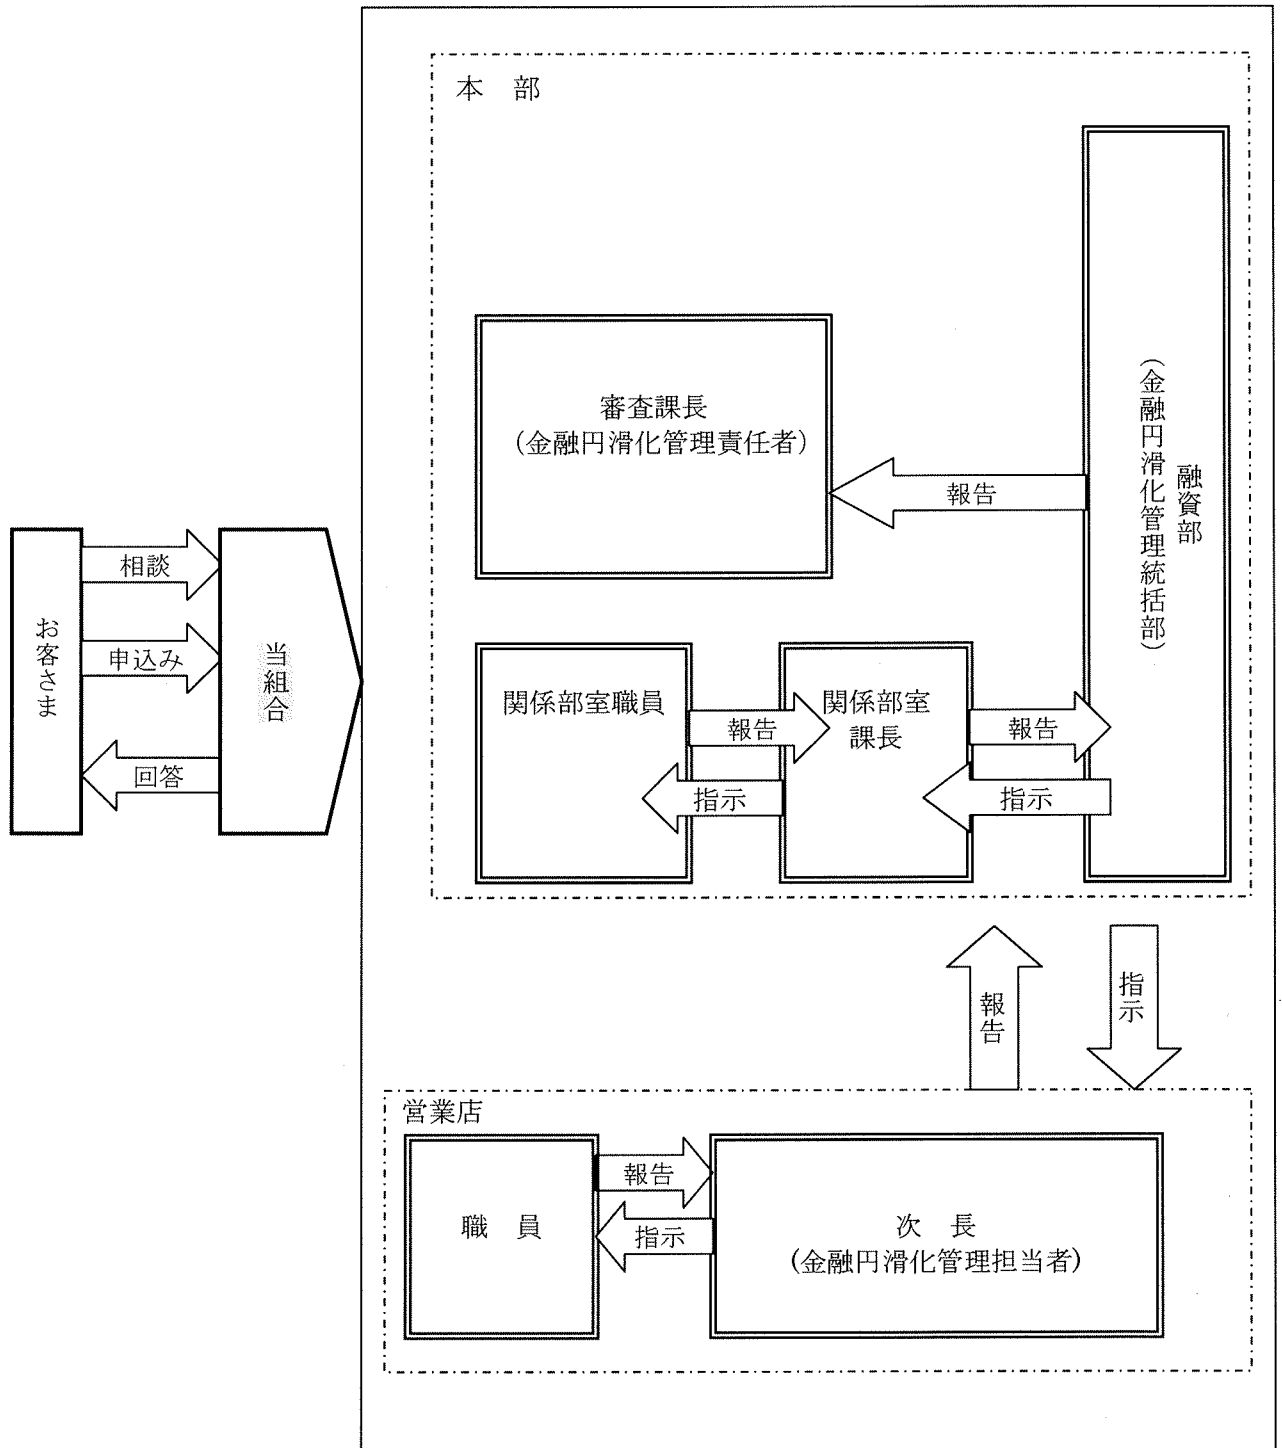 本　部
審査課長
(金融円滑化管理責任者)
報告
融資部
(金融円滑化管理統括部)
お客さま
相談
申込み
回答
当組合
関係部室職員
報告
指示
関係部室
課長
報告
指示
報告
指示
営業店
職　員
報告
指示
次　長
(金融円滑化管理担当者)